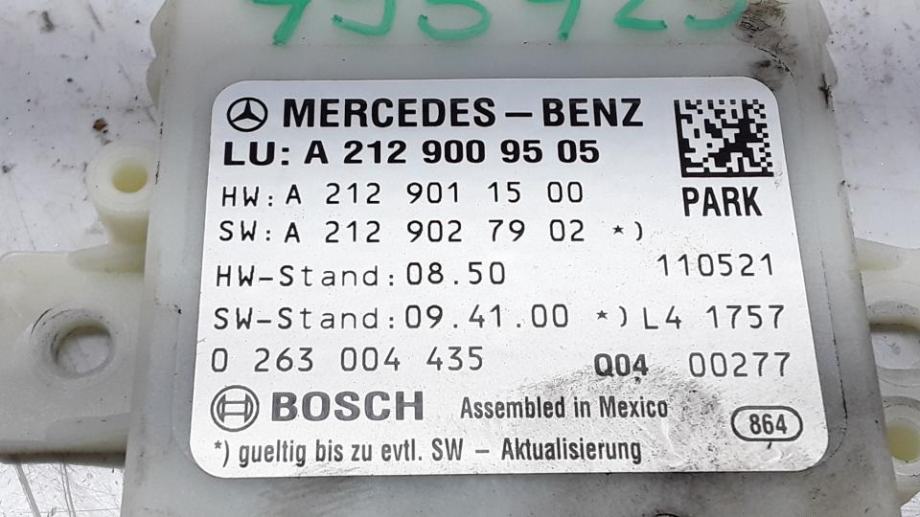 MERCEDES-BENZ
LU: A 212 900 95 05
HW: A 212 901 15 00
PARK
SW: A 212 902 79 02 *)
HW-Stand: 08.50 110521
SW-Stand: 09.41.00 *) L4 1757
0 263 004 435 Q04 00277
BOSCH Assembled in Mexico 864
*) gueltig bis zu evtl. SW - Aktualisierung